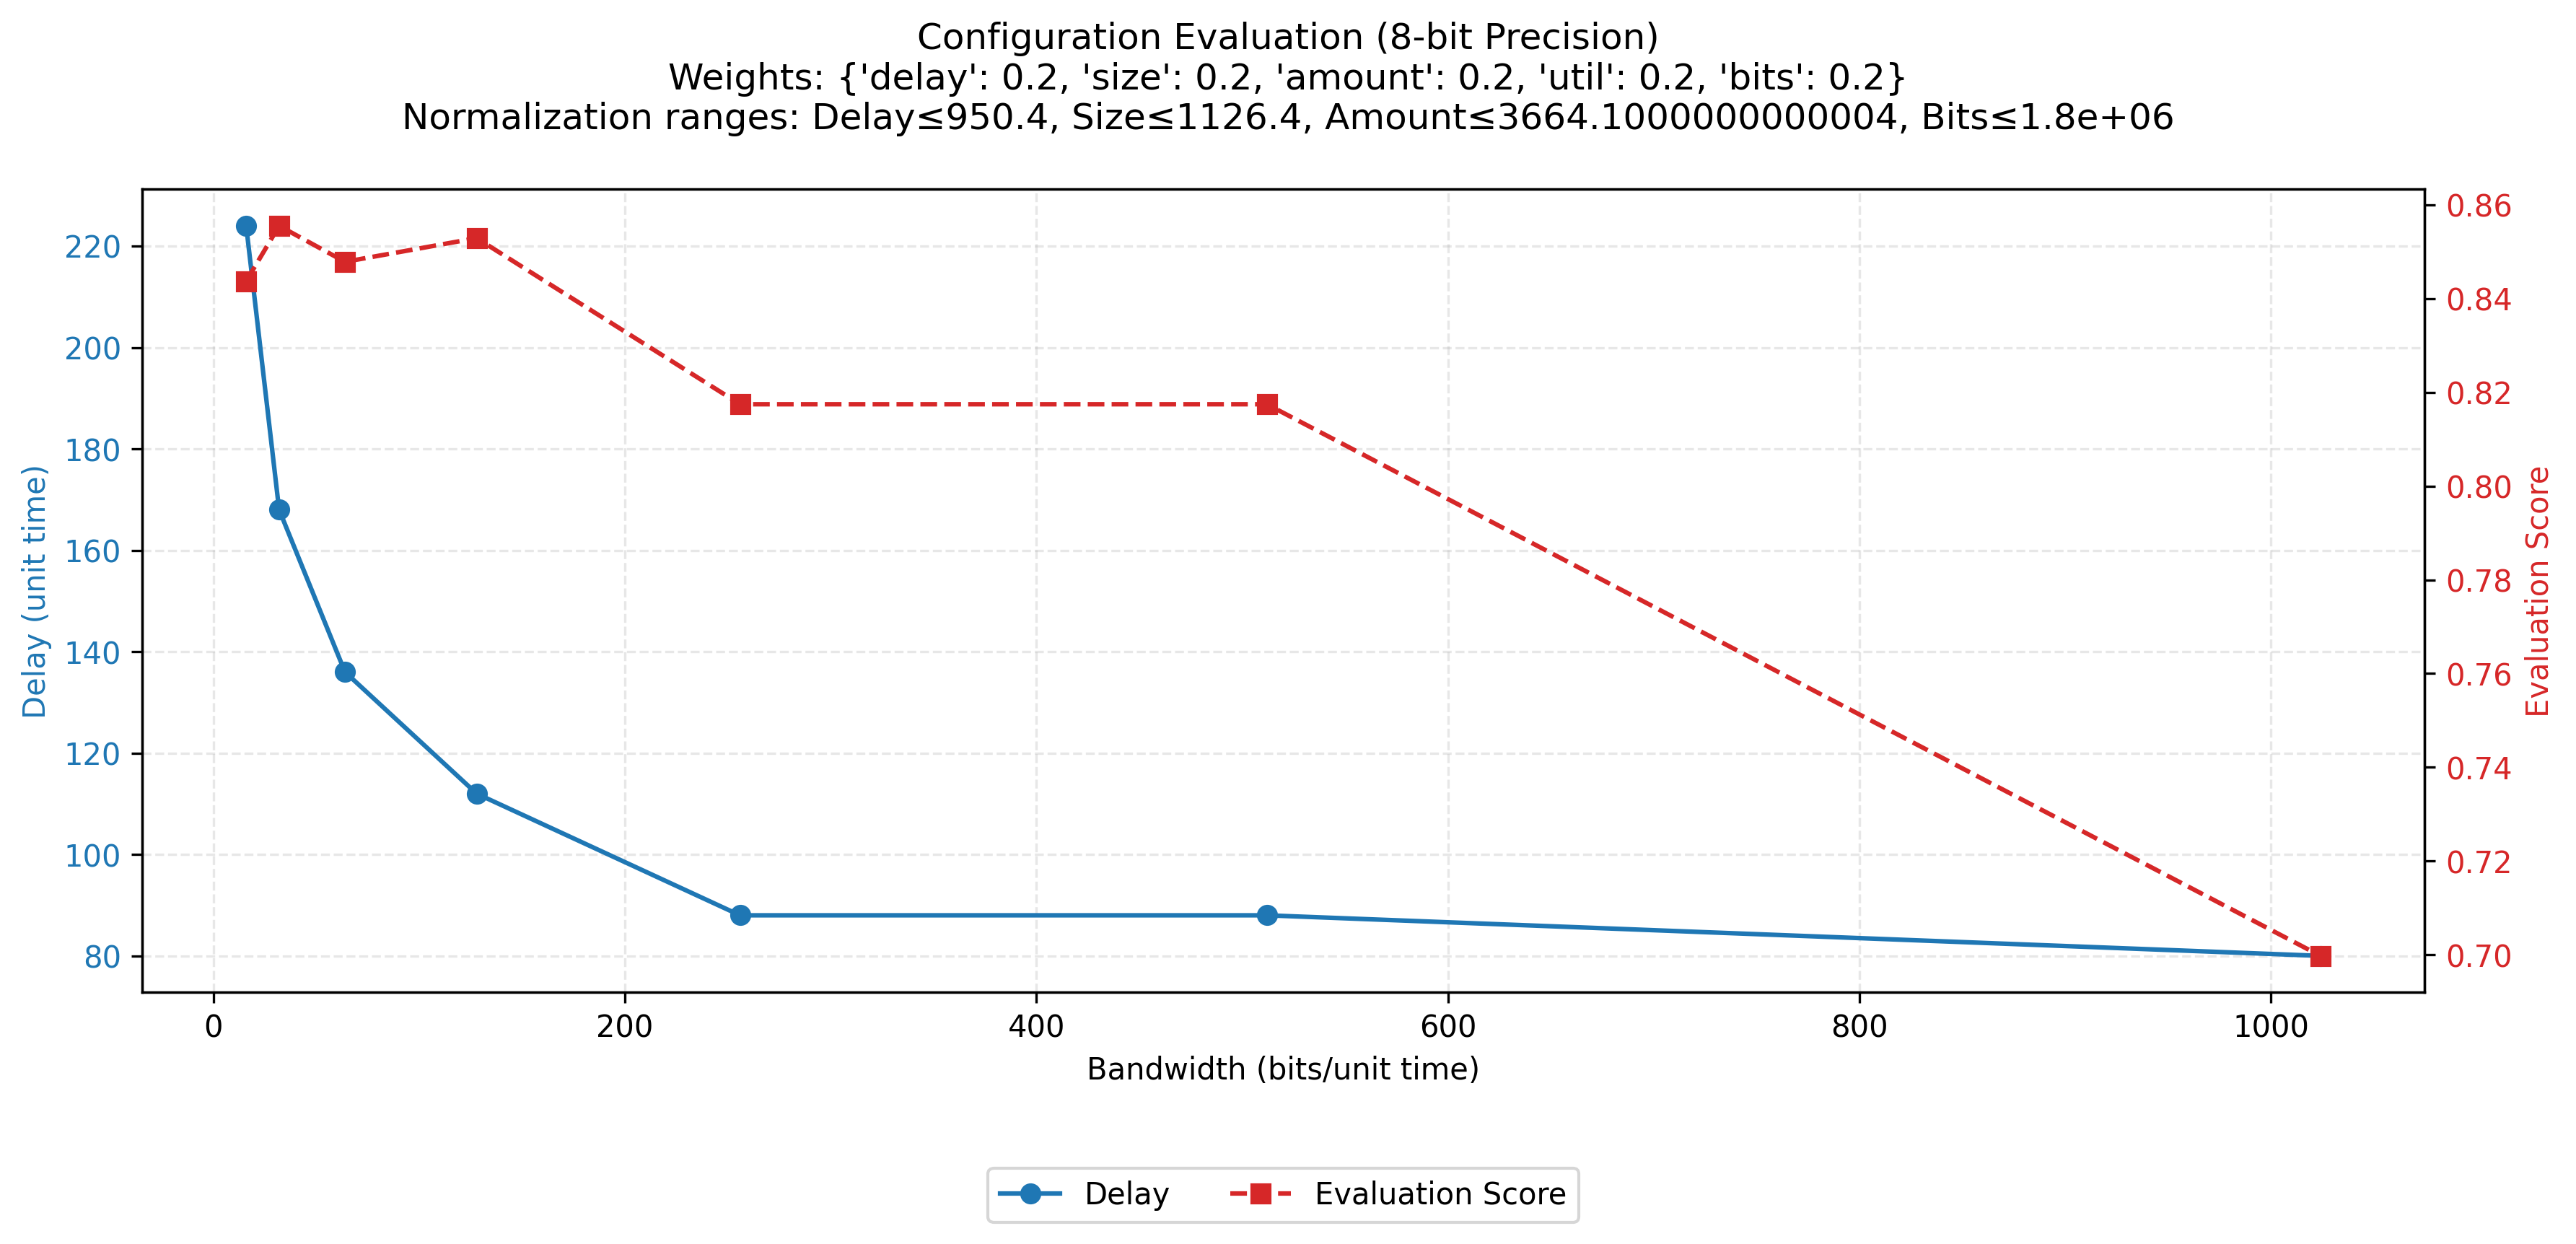 Configuration Evaluation (8-bit Precision)
Weights: {'delay': 0.2, 'size': 0.2, 'amount': 0.2, 'util': 0.2, 'bits': 0.2}
Normalization ranges: Delay≤950.4, Size≤1126.4, Amount≤3664.1000000000004, Bits≤1.8e+06
Delay (unit time)
220
200
180
160
140
120
100
80
0.86
0.84
0.82
0.80
0.78
0.76
0.74
0.72
0.70
Evaluation Score
0 200 400 600 800 1000
Bandwidth (bits/unit time)
Delay Evaluation Score